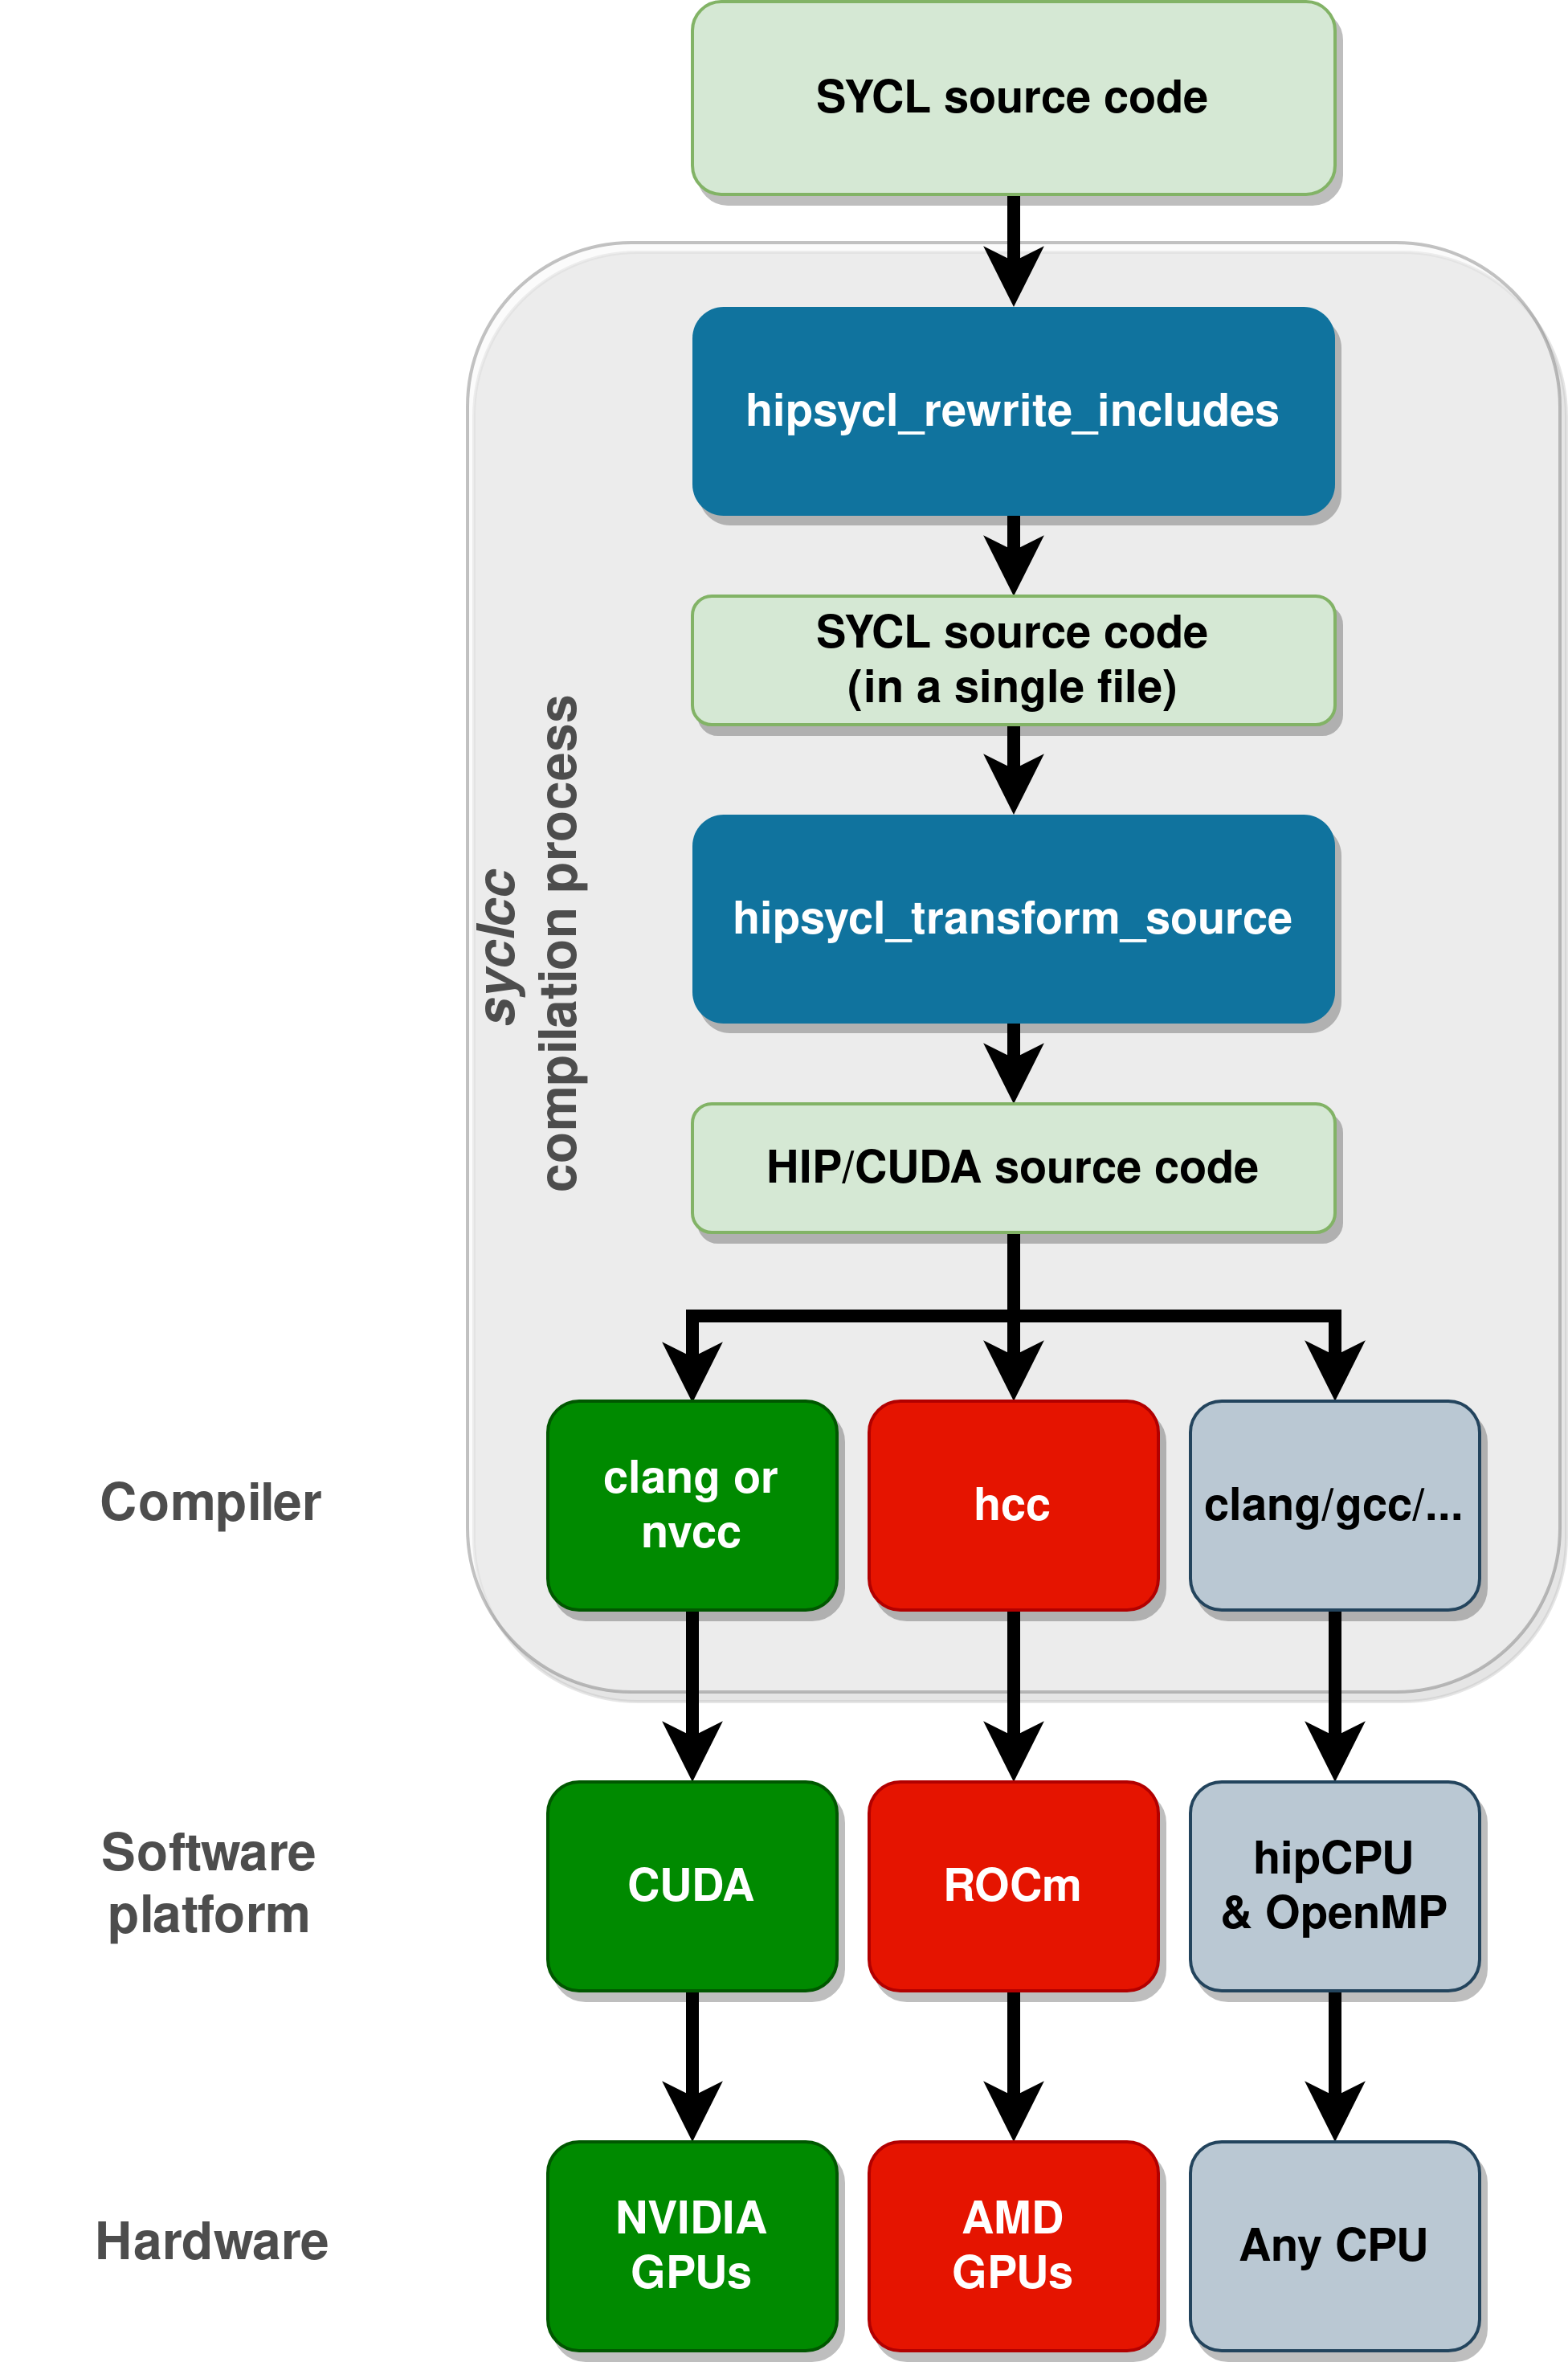 SYCL source code
hipsycl_rewrite_includes
SYCL source code
(in a single file)
syclcc
compilation process
hipsycl_transform_source
HIP/CUDA source code
Compiler
clang or
nvcc
hcc
clang/gcc/...
Software
platform
CUDA
ROCm
hipCPU
& OpenMP
Hardware
NVIDIA
GPUs
AMD
GPUs
Any CPU